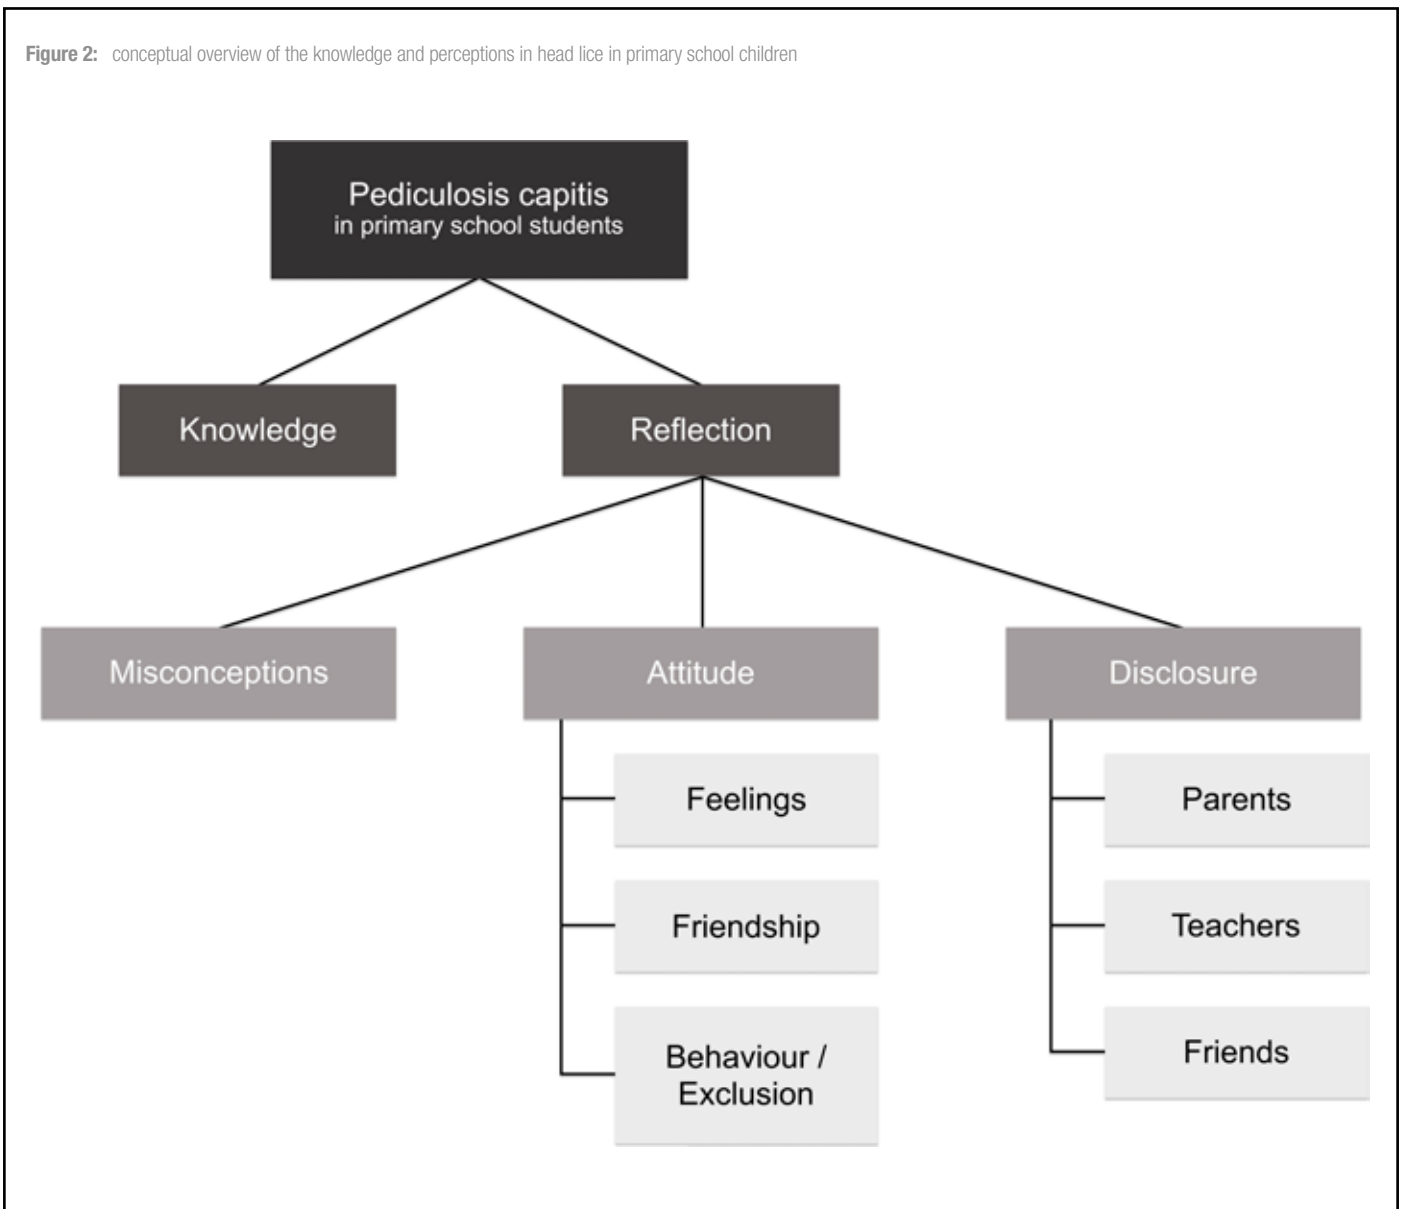 Figure 2: conceptual overview of the knowledge and perceptions in head lice in primary school children
Pediculosis capitis
in primary school students
Knowledge
Reflection
Misconceptions
Attitude
Disclosure
Feelings
Friendship
Behaviour /
Exclusion
Parents
Teachers
Friends